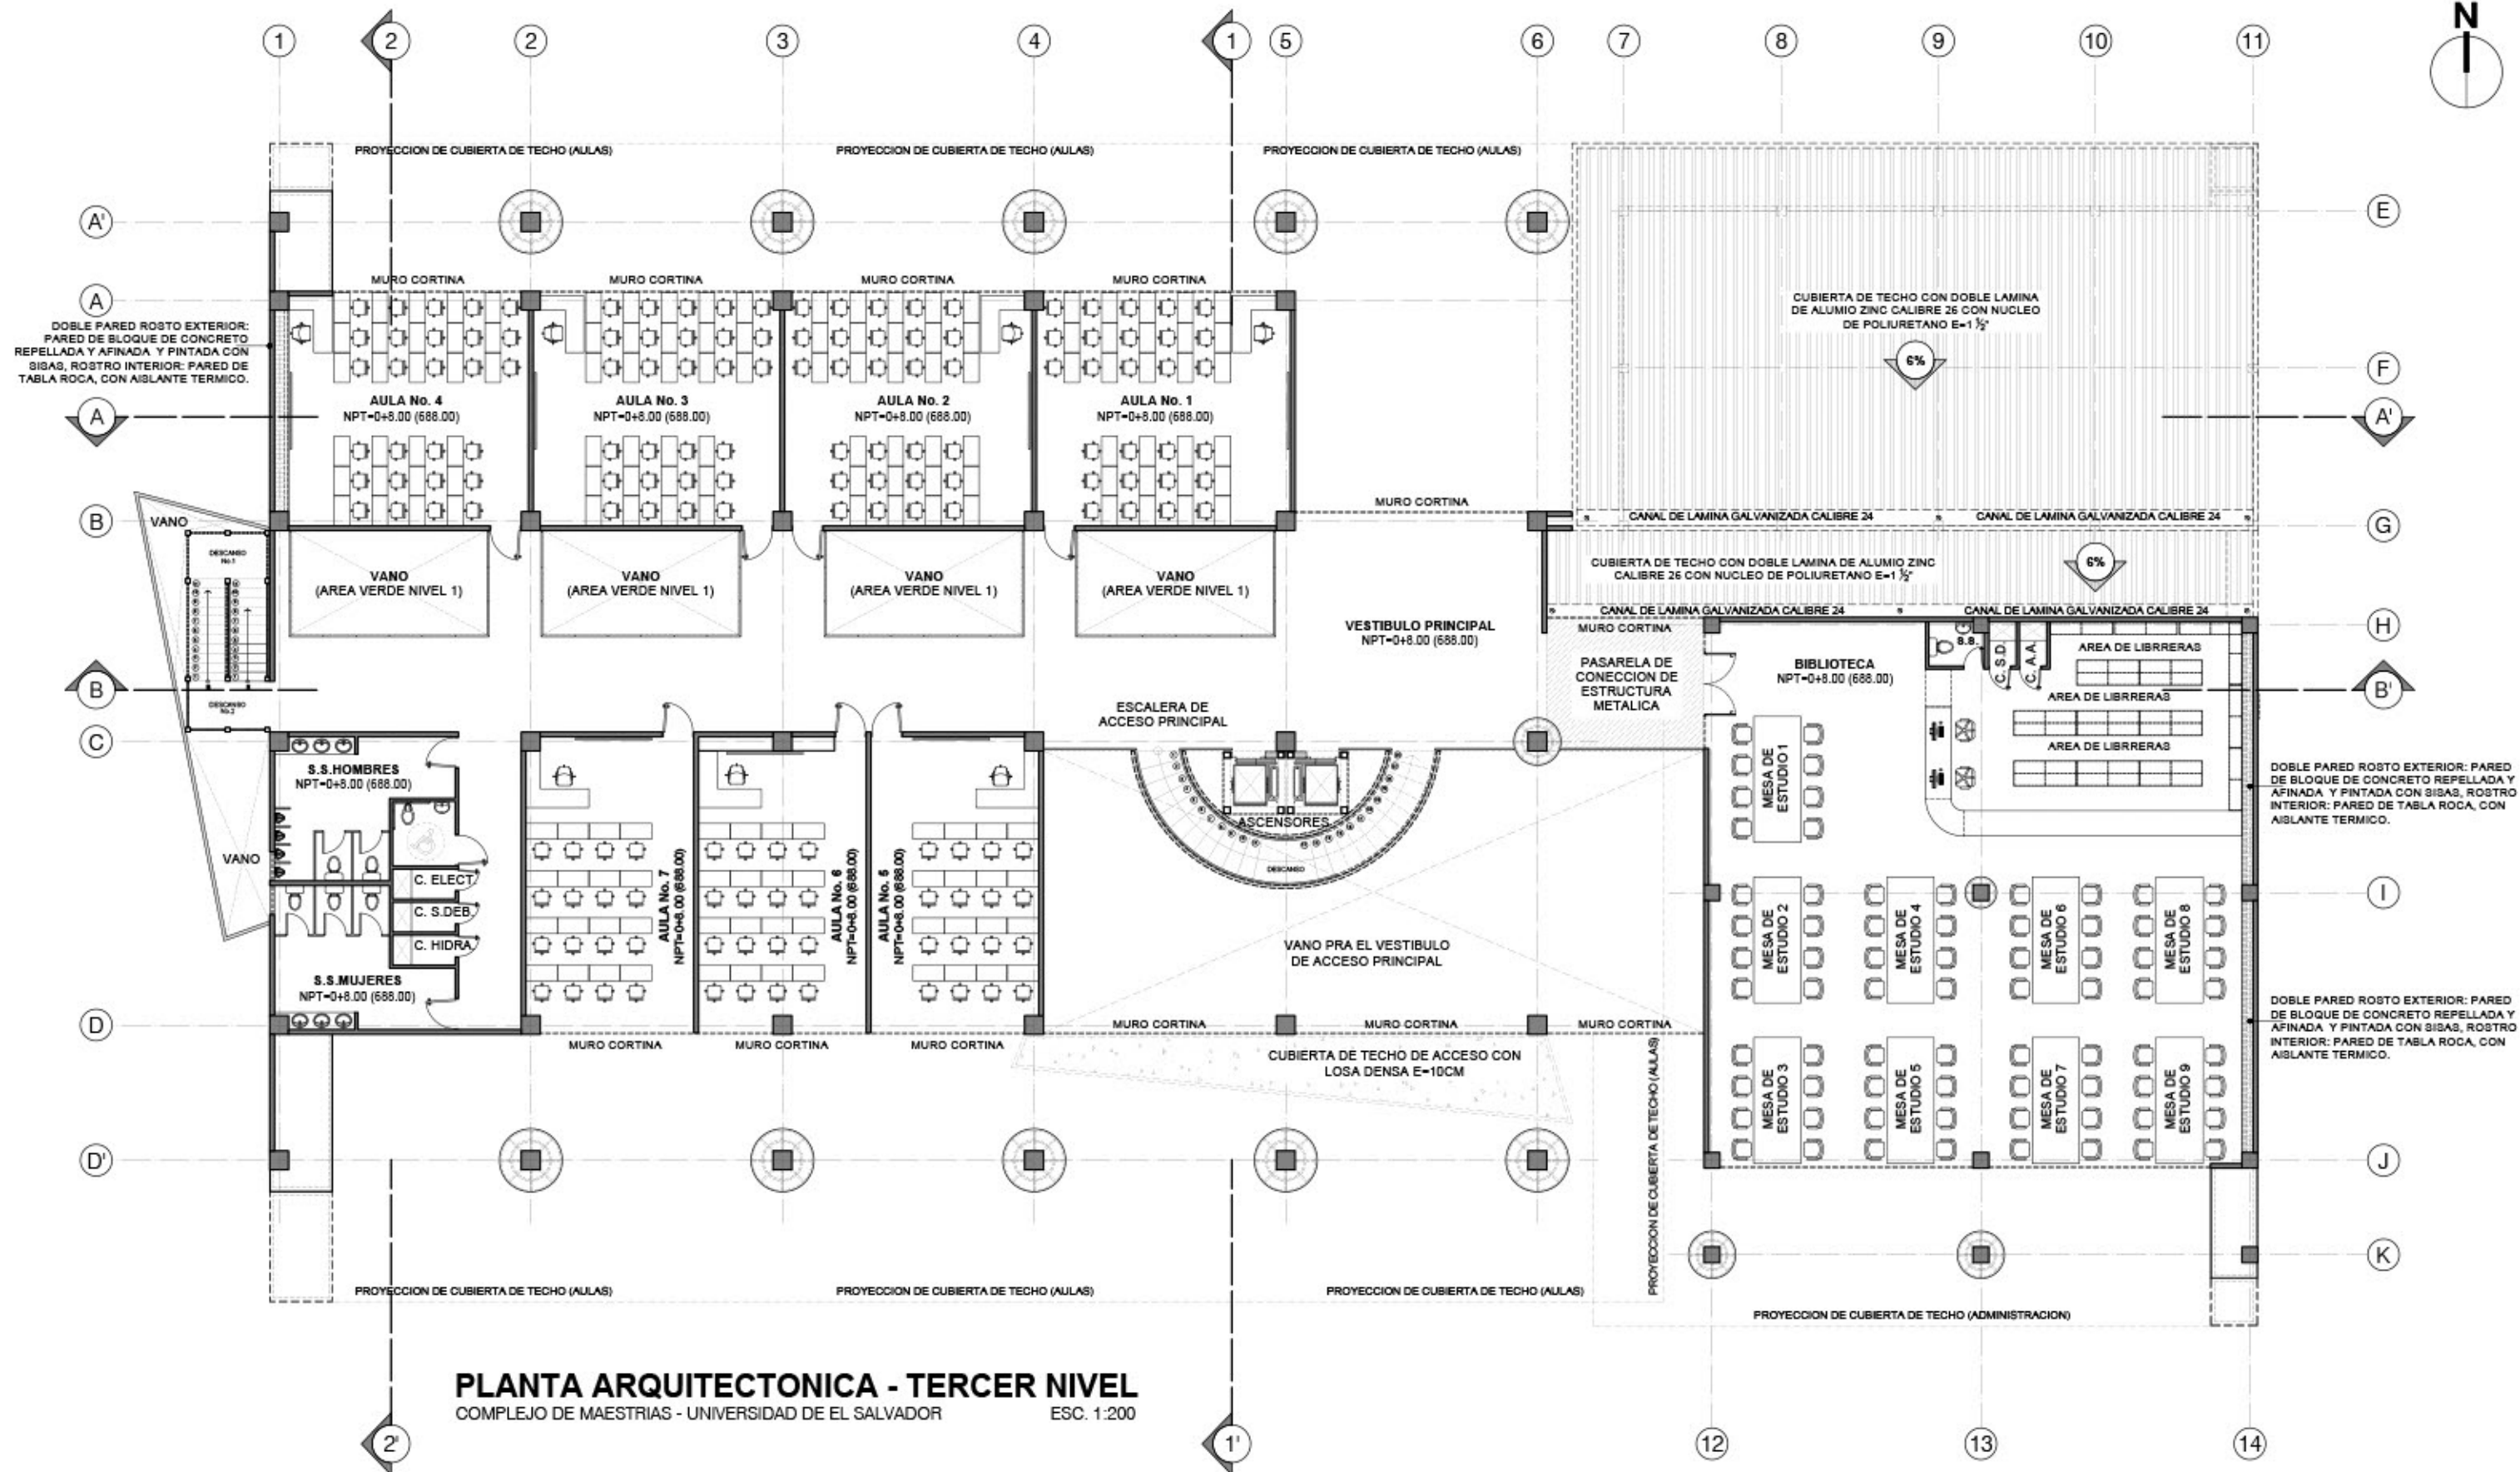 N
1
2
2
3
4
1
5
6
7
8
9
10
11
PROYECCION DE CUBIERTA DE TECHO (AULAS)
PROYECCION DE CUBIERTA DE TECHO (AULAS)
PROYECCION DE CUBIERTA DE TECHO (AULAS)
A'
E
MURO CORTINA
MURO CORTINA
MURO CORTINA
MURO CORTINA
A
DOBLE PARED ROSTO EXTERIOR:
PARED DE BLOQUE DE CONCRETO
REPELLADA Y AFINADA Y PINTADA CON
SISAS, ROSTRO INTERIOR: PARED DE
TABLA ROCA, CON AISLANTE TERMICO.
CUBIERTA DE TECHO CON DOBLE LAMINA
DE ALUMIO ZINC CALIBRE 26 CON NUCLEO
DE POLIURETANO E=1 ½"
6%
F
AULA No. 4
NPT=0+8.00 (688.00)
AULA No. 3
NPT=0+8.00 (688.00)
AULA No. 2
NPT=0+8.00 (688.00)
AULA No. 1
NPT=0+8.00 (688.00)
A
A'
MURO CORTINA
B
VANO
CANAL DE LAMINA GALVANIZADA CALIBRE 24
CANAL DE LAMINA GALVANIZADA CALIBRE 24
G
DESCANSO
No.1
VANO
(AREA VERDE NIVEL 1)
VANO
(AREA VERDE NIVEL 1)
VANO
(AREA VERDE NIVEL 1)
VANO
(AREA VERDE NIVEL 1)
CUBIERTA DE TECHO CON DOBLE LAMINA DE ALUMIO ZINC
CALIBRE 26 CON NUCLEO DE POLIURETANO E=1 ½"
6%
CANAL DE LAMINA GALVANIZADA CALIBRE 24
CANAL DE LAMINA GALVANIZADA CALIBRE 24
VESTIBULO PRINCIPAL
NPT=0+8.00 (688.00)
MURO CORTINA
H
PASARELA DE
CONECCION DE
ESTRUCTURA
METALICA
BIBLIOTECA
NPT=0+8.00 (688.00)
S.S.
C. S.D.
C. A.A.
AREA DE LIBRRERAS
AREA DE LIBRRERAS
AREA DE LIBRRERAS
B
B'
DESCANSO
No.2
ESCALERA DE
ACCESO PRINCIPAL
C
S.S.HOMBRES
NPT=0+8.00 (688.00)
ASCENSORES
DESCANSO
MESA DE
ESTUDIO 1
DOBLE PARED ROSTO EXTERIOR: PARED
DE BLOQUE DE CONCRETO REPELLADA Y
AFINADA Y PINTADA CON SISAS, ROSTRO
INTERIOR: PARED DE TABLA ROCA, CON
AISLANTE TERMICO.
VANO
C. ELECT.
C. S.DEB.
C. HIDRA.
AULA No. 7
NPT=0+8.00 (688.00)
AULA No. 6
NPT=0+8.00 (688.00)
AULA No. 5
NPT=0+8.00 (688.00)
I
MESA DE
ESTUDIO 2
MESA DE
ESTUDIO 4
MESA DE
ESTUDIO 6
MESA DE
ESTUDIO 8
VANO PRA EL VESTIBULO
DE ACCESO PRINCIPAL
S.S.MUJERES
NPT=0+8.00 (688.00)
D
MURO CORTINA
MURO CORTINA
MURO CORTINA
MURO CORTINA
MURO CORTINA
MURO CORTINA
DOBLE PARED ROSTO EXTERIOR: PARED
DE BLOQUE DE CONCRETO REPELLADA Y
AFINADA Y PINTADA CON SISAS, ROSTRO
INTERIOR: PARED DE TABLA ROCA, CON
AISLANTE TERMICO.
CUBIERTA DE TECHO DE ACCESO CON
LOSA DENSA E=10CM
MESA DE
ESTUDIO 3
MESA DE
ESTUDIO 5
MESA DE
ESTUDIO 7
MESA DE
ESTUDIO 9
PROYECCION DE CUBIERTA DE TECHO (AULAS)
D'
J
K
PROYECCION DE CUBIERTA DE TECHO (AULAS)
PROYECCION DE CUBIERTA DE TECHO (AULAS)
PROYECCION DE CUBIERTA DE TECHO (AULAS)
PROYECCION DE CUBIERTA DE TECHO (ADMINISTRACION)
PLANTA ARQUITECTONICA - TERCER NIVEL
COMPLEJO DE MAESTRIAS - UNIVERSIDAD DE EL SALVADOR ESC. 1:200
2'
1'
12
13
14